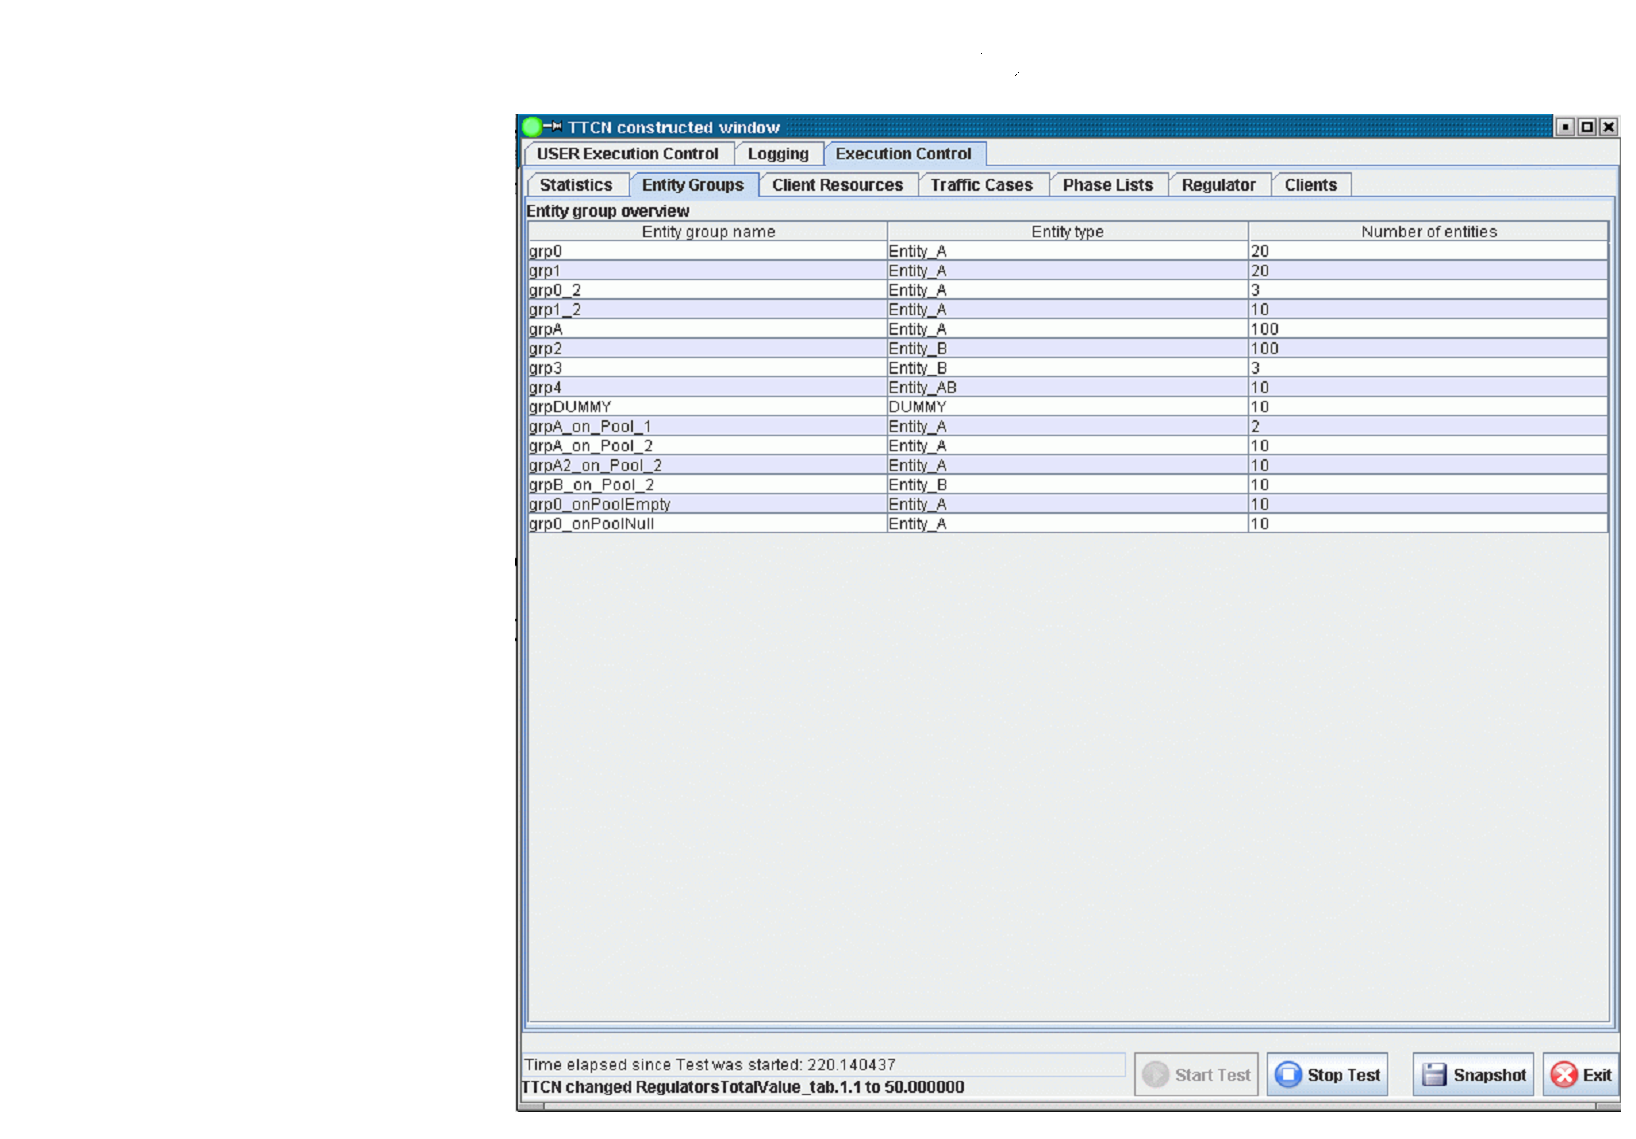 TTCN constructed window
USER Execution Control Logging Execution Control
Statistics Entity Groups Client Resources Traffic Cases Phase Lists Regulator Clients
Entity group overview
Entity group name Entity type Number of entities
grp0 Entity_A 20
grp1 Entity_A 20
grp0_2 Entity_A 3
grp1_2 Entity_A 10
grpA Entity_A 100
grp2 Entity_B 100
grp3 Entity_B 3
grp4 Entity_AB 10
grpDUMMY DUMMY 10
grpA_on_Pool_1 Entity_A 2
grpA_on_Pool_2 Entity_A 10
grpA2_on_Pool_2 Entity_A 10
grpB_on_Pool_2 Entity_B 10
grp0_onPoolEmpty Entity_A 10
grp0_onPoolNull Entity_A 10
Time elapsed since Test was started: 220.140437
TTCN changed RegulatorsTotalValue_tab.1.1 to 50.000000
Start Test Stop Test Snapshot Exit